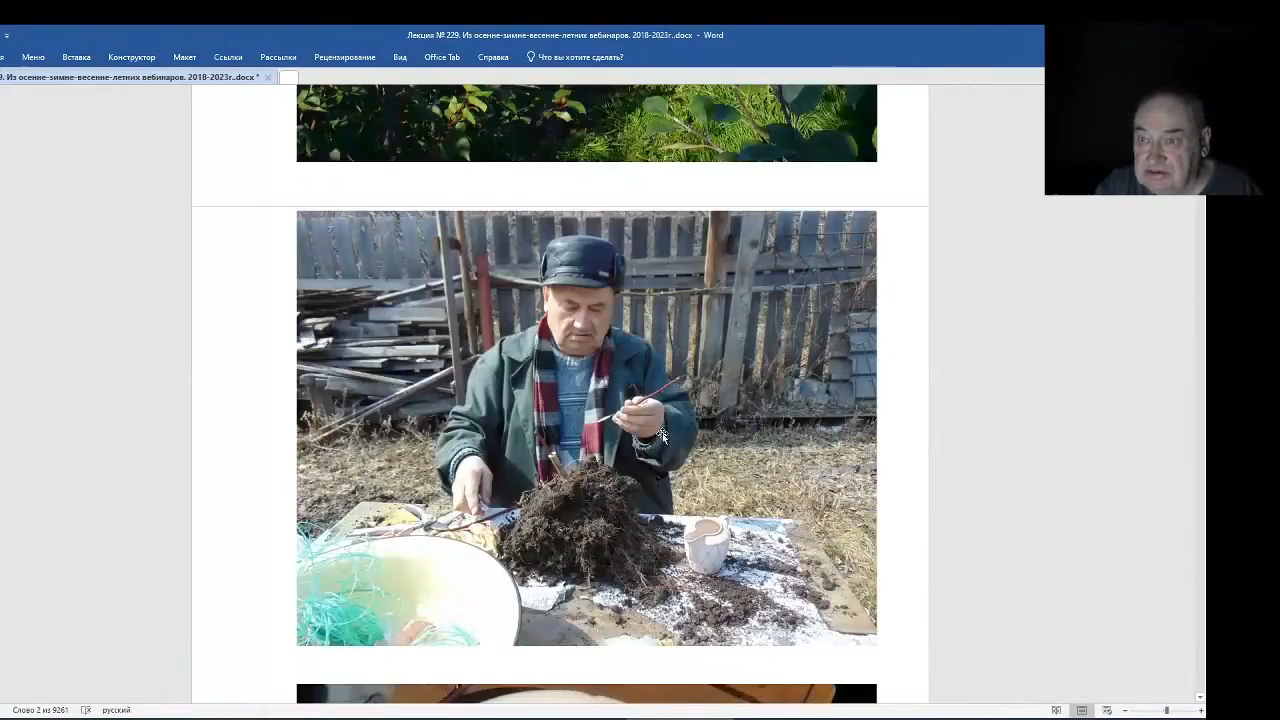 Лекция № 229. Из осенне-зимне-весенне-летних вебинаров. 2018-2023г..docx - Word
Меню Вставка Конструктор Макет Ссылки Рассылки Рецензирование Вид Office Tab Справка Что вы хотите сделать?
9. Из осенне-зимне-весенне-летних вебинаров. 2018-2023г..docx *
Слово 2 из 9261 русский